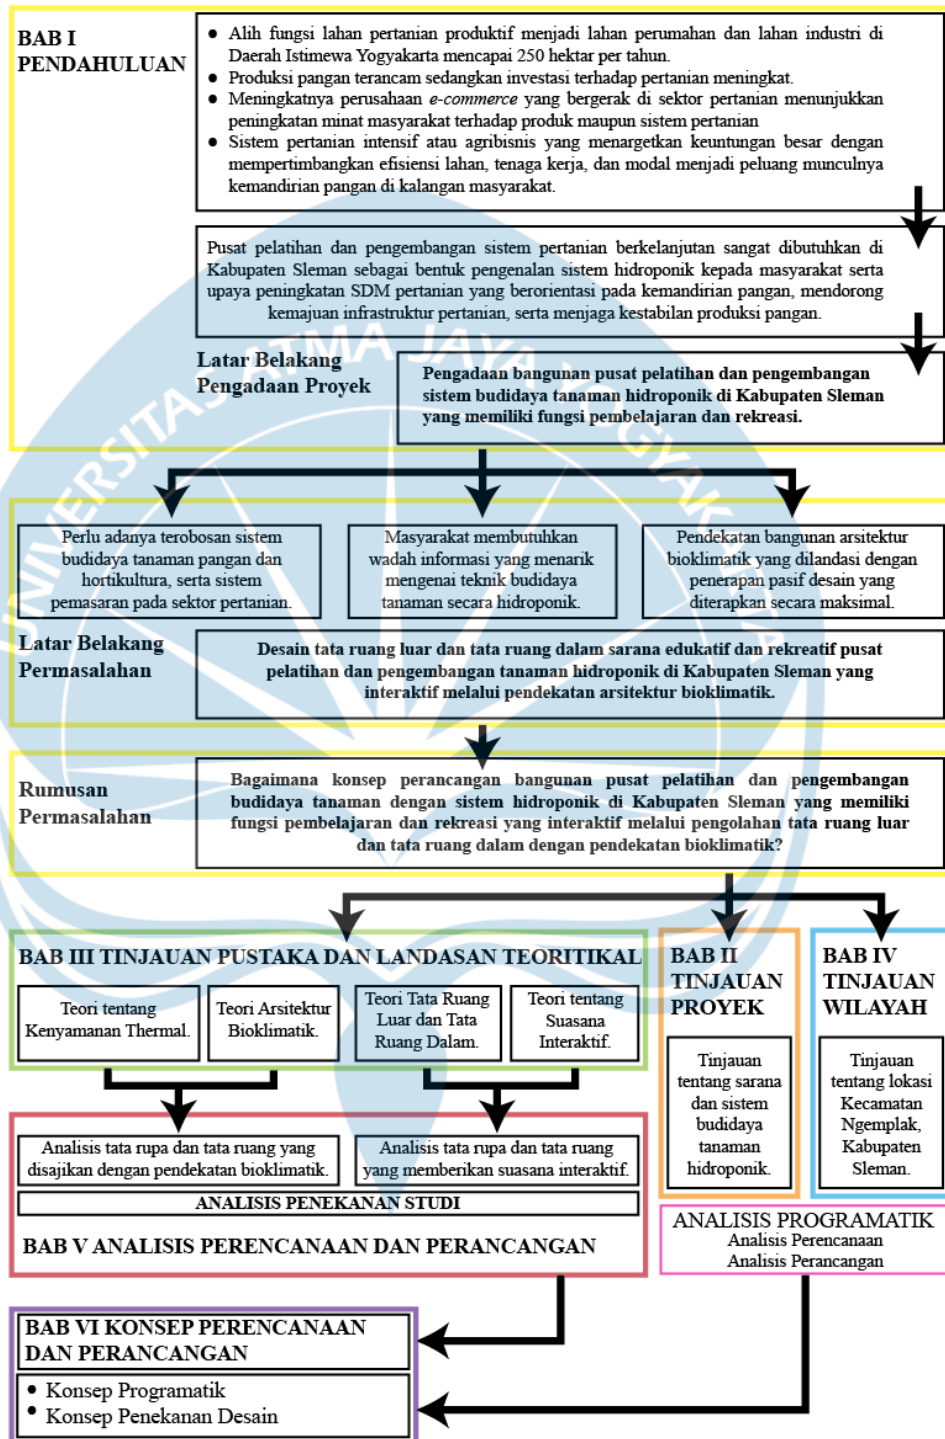 BAB I
PENDAHULUAN
● Alih fungsi lahan pertanian produktif menjadi lahan perumahan dan lahan industri di
Daerah Istimewa Yogyakarta mencapai 250 hektar per tahun.
● Produksi pangan terancam sedangkan investasi terhadap pertanian meningkat.
● Meningkatnya perusahaan e-commerce yang bergerak di sektor pertanian menunjukkan
peningkatan minat masyarakat terhadap produk maupun sistem pertanian
● Sistem pertanian intensif atau agribisnis yang menargetkan keuntungan besar dengan
mempertimbangkan efisiensi lahan, tenaga kerja, dan modal menjadi peluang munculnya
kemandirian pangan di kalangan masyarakat.
Pusat pelatihan dan pengembangan sistem pertanian berkelanjutan sangat dibutuhkan di
Kabupaten Sleman sebagai bentuk pengenalan sistem hidroponik kepada masyarakat serta
upaya peningkatan SDM pertanian yang berorientasi pada kemandirian pangan, mendorong
kemajuan infrastruktur pertanian, serta menjaga kestabilan produksi pangan.
Latar Belakang
Pengadaan Proyek
Pengadaan bangunan pusat pelatihan dan pengembangan
sistem budidaya tanaman hidroponik di Kabupaten Sleman
yang memiliki fungsi pembelajaran dan rekreasi.
UNIVERSITAS ATMA JAYA YOGYAKARTA
Perlu adanya terobosan sistem
budidaya tanaman pangan dan
hortikultura, serta sistem
pemasaran pada sektor pertanian.
Masyarakat membutuhkan
wadah informasi yang menarik
mengenai teknik budidaya
tanaman secara hidroponik.
Pendekatan bangunan arsitektur
bioklimatik yang dilandasi dengan
penerapan pasif desain yang
diterapkan secara maksimal.
Latar Belakang
Permasalahan
Desain tata ruang luar dan tata ruang dalam sarana edukatif dan rekreatif pusat
pelatihan dan pengembangan tanaman hidroponik di Kabupaten Sleman yang
interaktif melalui pendekatan arsitektur bioklimatik.
Rumusan
Permasalahan
Bagaimana konsep perancangan bangunan pusat pelatihan dan pengembangan
budidaya tanaman dengan sistem hidroponik di Kabupaten Sleman yang memiliki
fungsi pembelajaran dan rekreasi yang interaktif melalui pengolahan tata ruang luar
dan tata ruang dalam dengan pendekatan bioklimatik?
BAB III TINJAUAN PUSTAKA DAN LANDASAN TEORITIKAL
Teori tentang
Kenyamanan Thermal.
Teori Arsitektur
Bioklimatik.
Teori Tata Ruang
Luar dan Tata
Ruang Dalam.
Teori tentang
Suasana
Interaktif.
BAB II
TINJAUAN
PROYEK
Tinjauan
tentang sarana
dan sistem
budidaya
tanaman
hidroponik.
BAB IV
TINJAUAN
WILAYAH
Tinjauan
tentang lokasi
Kecamatan
Ngemplak,
Kabupaten
Sleman.
Analisis tata rupa dan tata ruang yang
disajikan dengan pendekatan bioklimatik.
Analisis tata rupa dan tata ruang
yang memberikan suasana interaktif.
ANALISIS PENEKANAN STUDI
BAB V ANALISIS PERENCANAAN DAN PERANCANGAN
ANALISIS PROGRAMATIK
Analisis Perencanaan
Analisis Perancangan
BAB VI KONSEP PERENCANAAN
DAN PERANCANGAN
● Konsep Programatik
● Konsep Penekanan Desain